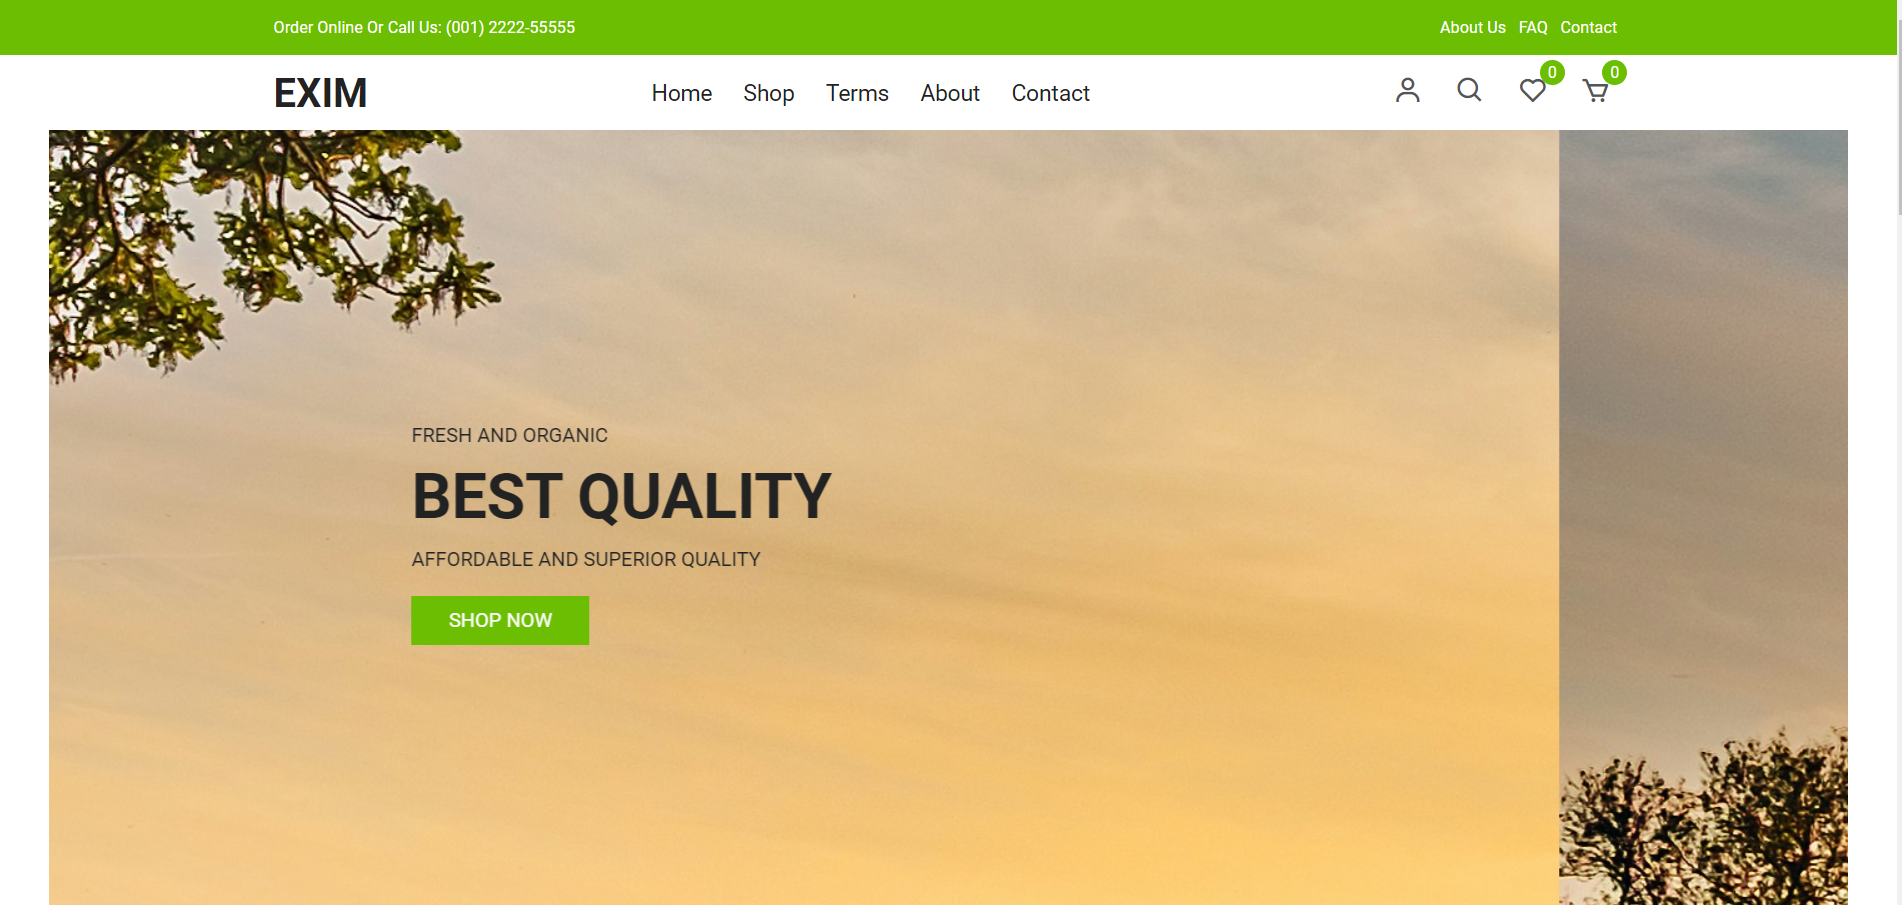 Order Online Or Call Us: (001) 2222-55555
About Us FAQ Contact
EXIM
Home Shop Terms About Contact
0 0
FRESH AND ORGANIC
BEST QUALITY
AFFORDABLE AND SUPERIOR QUALITY
SHOP NOW